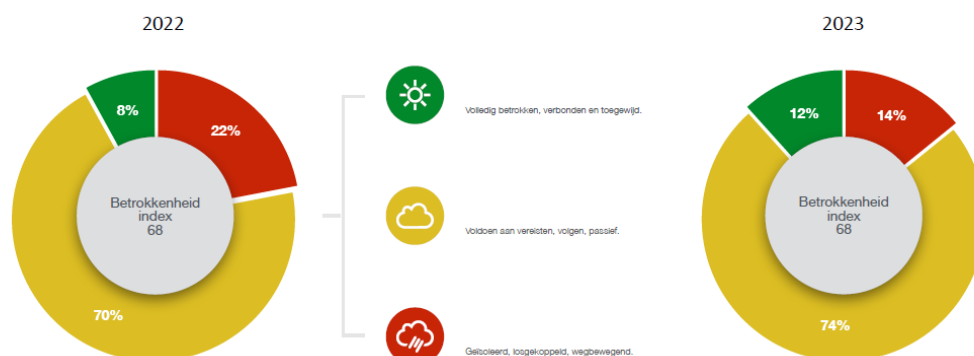 2022
8%
22%
Betrokkenheid
index
68
70%
Volledig betrokken, verbonden en toegewijd.
Voldoen aan vereisten, volgen, passief.
Geïsoleerd, losgekoppeld, wegbewegend.
2023
12%
14%
Betrokkenheid
index
68
74%